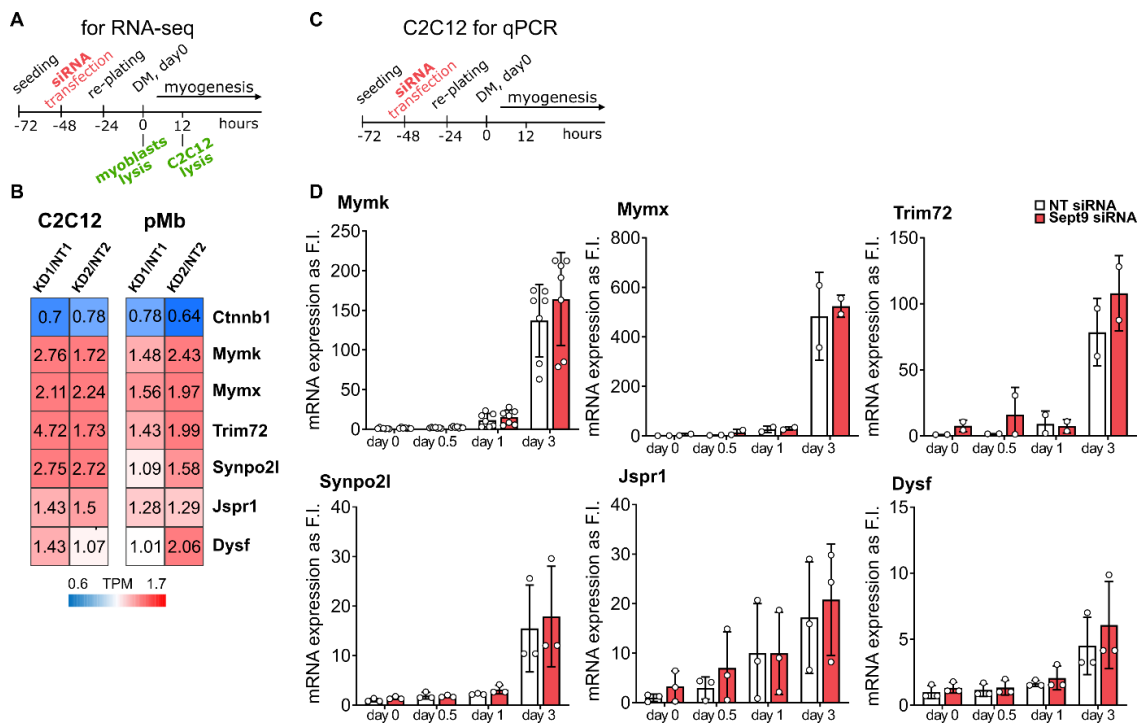 A
for RNA-seq
seeding
siRNA
transfection
re-plating
DM, day0
myogenesis
-72
-48
-24
0
12
hours
myoblasts
lysis
C2C12
lysis
C
C2C12 for qPCR
seeding
siRNA
transfection
re-plating
DM, day0
myogenesis
-72
-48
-24
0
12
hours
B
C2C12 pMb
KD1/NT1 KD2/NT2 KD1/NT1 KD2/NT2
0.7 0.78 0.78 0.64 Ctnnb1
2.76 1.72 1.48 2.43 Mymk
2.11 2.24 1.56 1.97 Mymx
4.72 1.73 1.43 1.99 Trim72
2.75 2.72 1.09 1.58 Synpo2l
1.43 1.5 1.28 1.29 Jspr1
1.43 1.07 1.01 2.06 Dysf
0.6 TPM 1.7
D
Mymk
mRNA expression as F.I.
250
200
150
100
50
0
day 0 day 0.5 day 1 day 3
Mymx
mRNA expression as F.I.
800
600
400
200
0
day 0 day 0.5 day 1 day 3
Trim72
NT siRNA
Sept9 siRNA
mRNA expression as F.I.
150
100
50
0
day 0 day 0.5 day 1 day 3
Synpo2l
mRNA expression as F.I.
40
30
20
10
0
day 0 day 0.5 day 1 day 3
Jspr1
mRNA expression as F.I.
40
30
20
10
0
day 0 day 0.5 day 1 day 3
Dysf
mRNA expression as F.I.
15
10
5
0
day 0 day 0.5 day 1 day 3